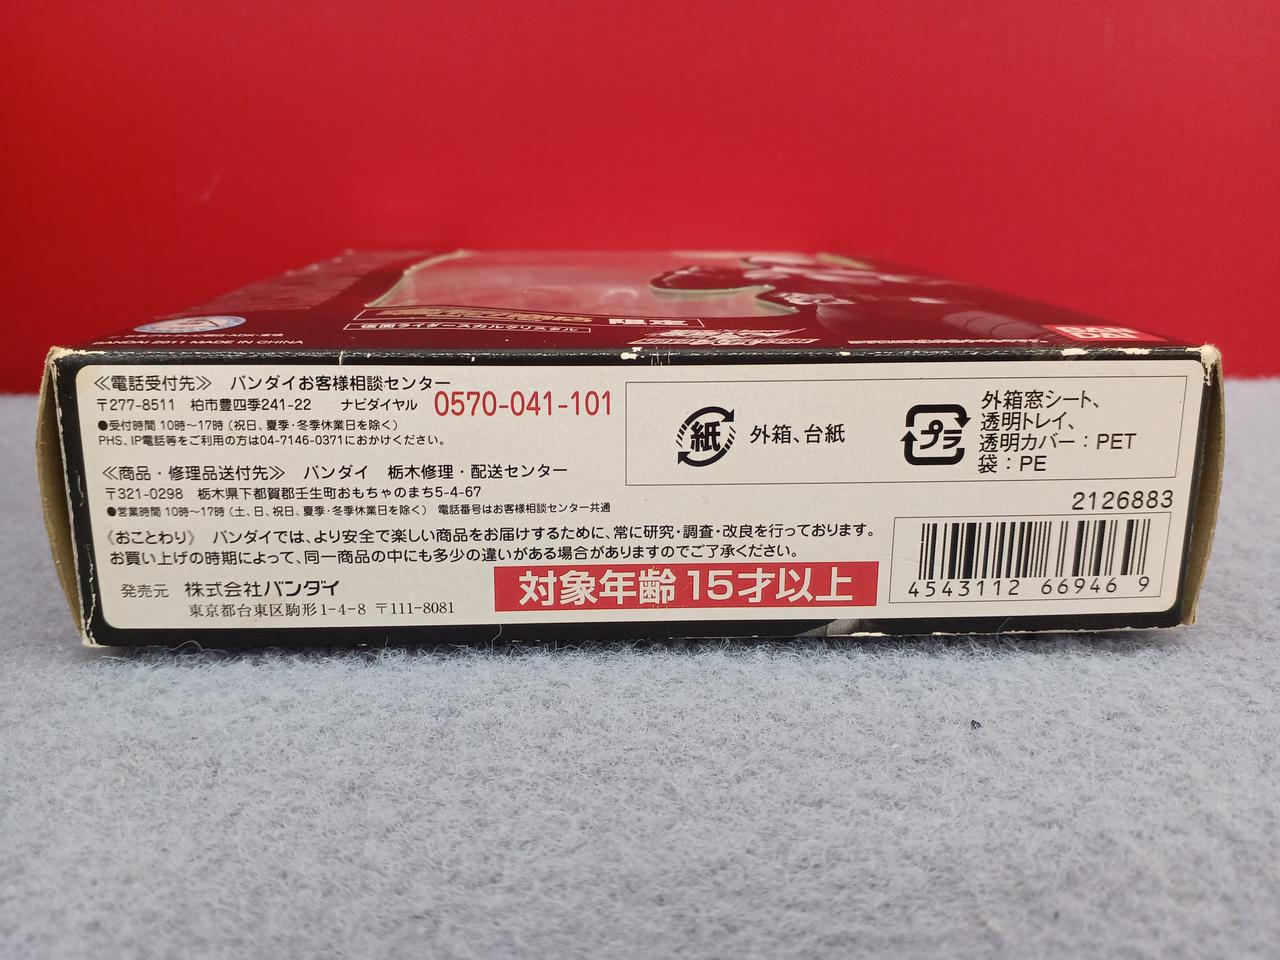 限定
仮面ライダースカルクリスタル
BANDAI 2011 MADE IN CHINA
BAN
DAI
≪電話受付先≫ バンダイお客様相談センター
〒277-8511 柏市豊四季241-22 ナビダイヤル 0570-041-101
●受付時間 10時〜17時(祝日、夏季・冬季休業日を除く)
PHS、IP電話等をご利用の方は04-7146-0371におかけください。
≪商品・修理品送付先≫ バンダイ 栃木修理・配送センター
〒321-0298 栃木県下都賀郡壬生町おもちゃのまち5-4-67
●営業時間 10時〜17時(土、日、祝日、夏季・冬季休業日を除く) 電話番号はお客様相談センター共通
《おことわり》 バンダイでは、より安全で楽しい商品をお届けするために、常に研究・調査・改良を行っております。
お買い上げの時期によって、同一商品の中にも多少の違いがある場合がありますのでご了承ください。
発売元 株式会社バンダイ
東京都台東区駒形1-4-8 〒111-8081
対象年齢15才以上
紙
外箱、台紙
プラ
外箱窓シート、
透明トレイ、
透明カバー：PET
袋：PE
2126883
4543112 66946 9